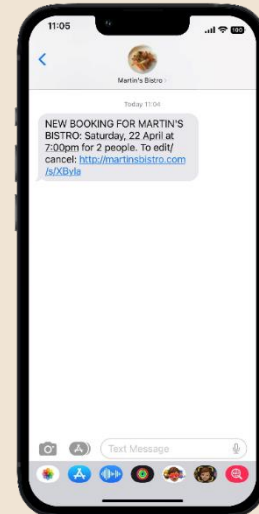 11:05
100
Martin's Bistro
Today 11:04
NEW BOOKING FOR MARTIN'S
BISTRO: Saturday, 22 April at
7:00pm for 2 people. To edit/
cancel: http://martinsbistro.com
/s/XByla
Text Message